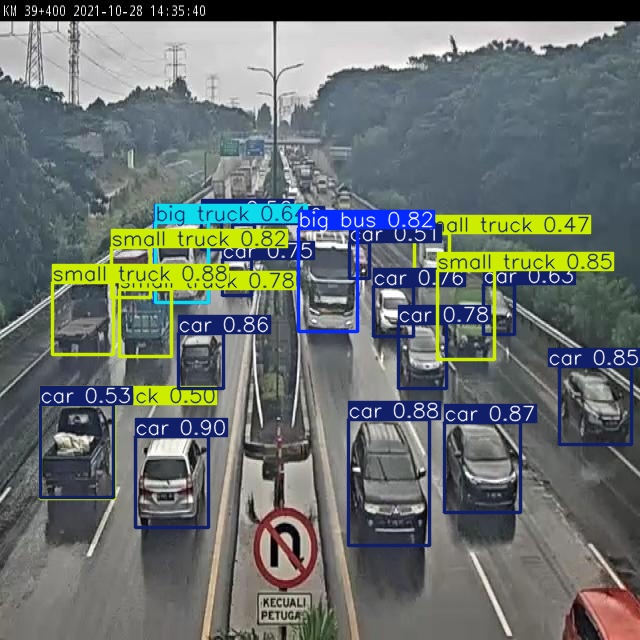 KM 39+400 2021-10-28 14:35:40
big truck 0.64
big bus 0.82
small truck 0.47
small truck 0.82
car 0.51
car 0.75
small truck 0.85
small truck 0.88
small truck 0.78
car 0.76
car 0.63
car 0.78
car 0.86
car 0.85
car 0.53
ck 0.50
car 0.90
car 0.88
car 0.87
KECUALI
PETUGAS